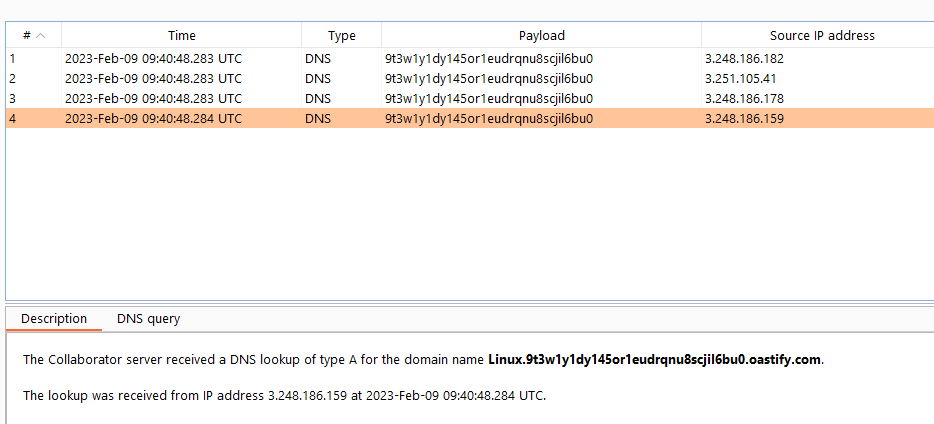 # Time Type Payload Source IP address
1 2023-Feb-09 09:40:48.283 UTC DNS 9t3w1y1dy145or1eudrqnu8scjil6bu0 3.248.186.182
2 2023-Feb-09 09:40:48.283 UTC DNS 9t3w1y1dy145or1eudrqnu8scjil6bu0 3.251.105.41
3 2023-Feb-09 09:40:48.283 UTC DNS 9t3w1y1dy145or1eudrqnu8scjil6bu0 3.248.186.178
4 2023-Feb-09 09:40:48.284 UTC DNS 9t3w1y1dy145or1eudrqnu8scjil6bu0 3.248.186.159
Description DNS query
The Collaborator server received a DNS lookup of type A for the domain name Linux.9t3w1y1dy145or1eudrqnu8scjil6bu0.oastify.com.
The lookup was received from IP address 3.248.186.159 at 2023-Feb-09 09:40:48.284 UTC.